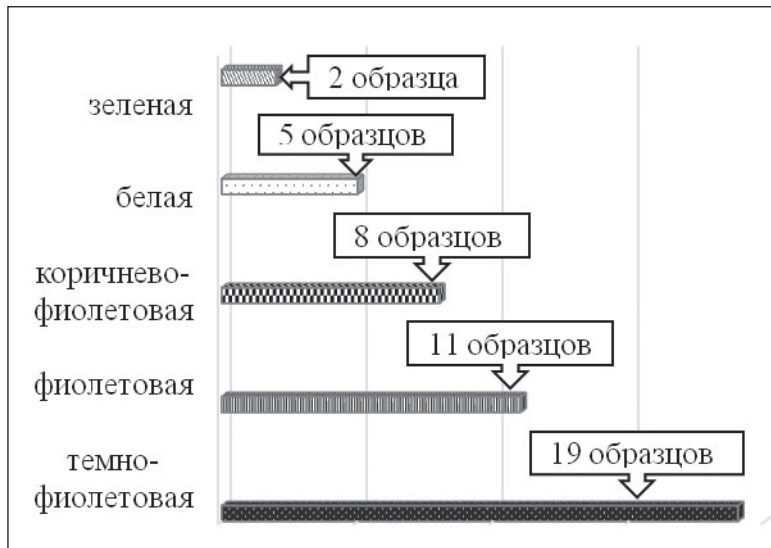 2 образца
зеленая
5 образцов
белая
8 образцов
коричнево-
фиолетовая
11 образцов
фиолетовая
19 образцов
темно-
фиолетовая